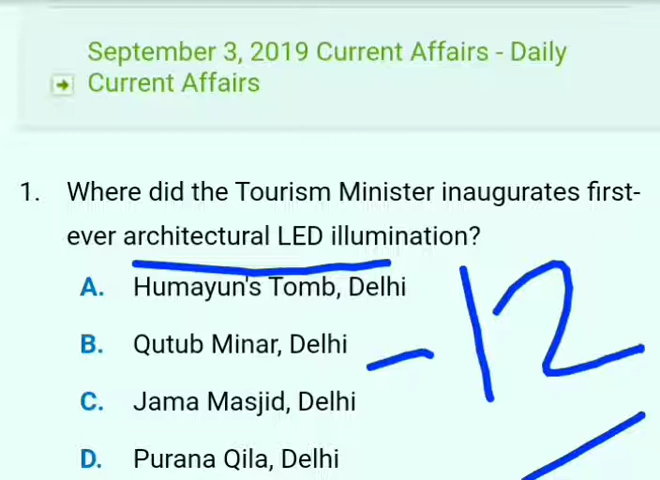 September 3, 2019 Current Affairs - Daily
Current Affairs
1. Where did the Tourism Minister inaugurates first-
ever architectural LED illumination?
A. Humayun's Tomb, Delhi
B. Qutub Minar, Delhi
- 12
C. Jama Masjid, Delhi
D. Purana Qila, Delhi